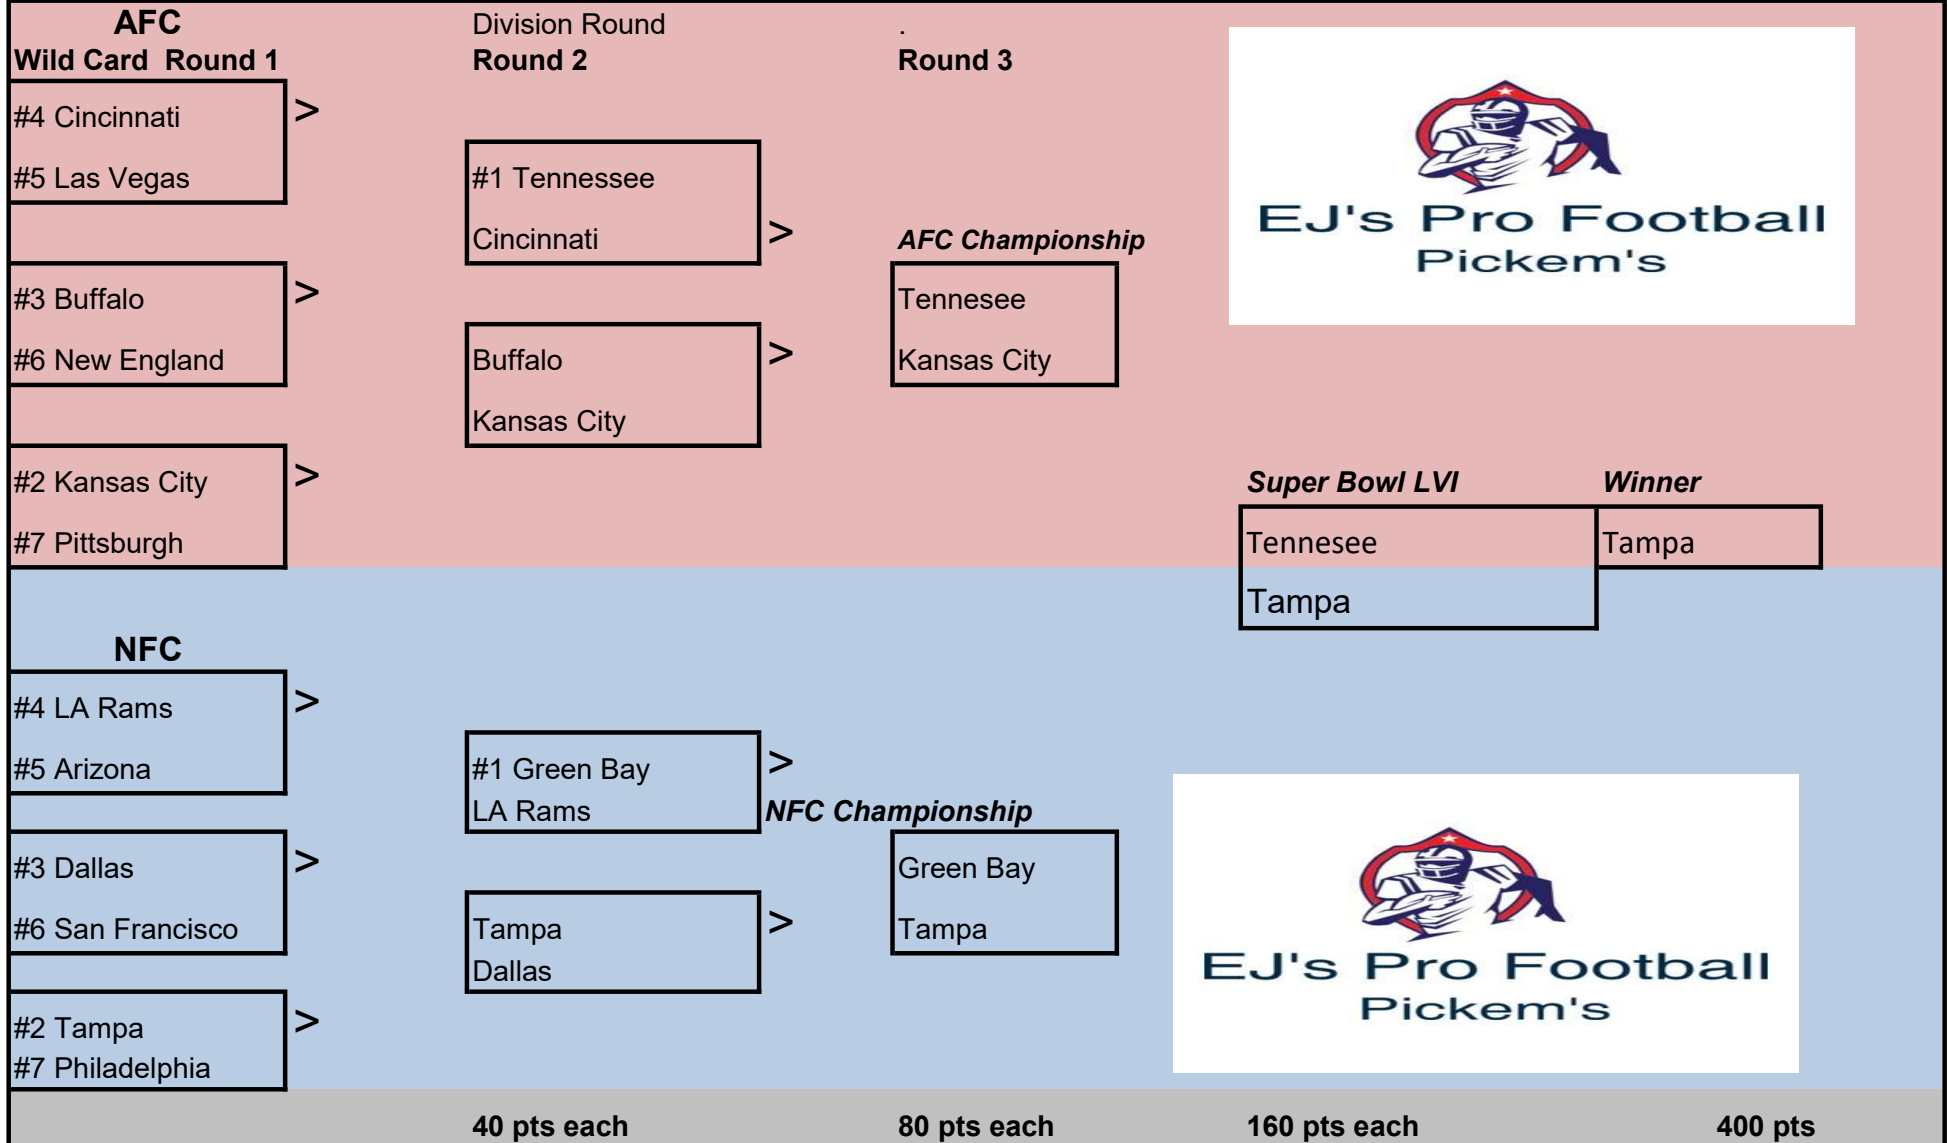 AFC
Division Round
.
Wild Card  Round 1
Round 2
Round 3
#4 Cincinnati
>
#5 Las Vegas
#1 Tennessee
Cincinnati
>
AFC Championship
#3 Buffalo
>
Tennesee
#6 New England
Buffalo
>
Kansas City
Kansas City
EJ's Pro Football
Pickem's
#2 Kansas City
>
Super Bowl LVI
Winner
#7 Pittsburgh
Tennesee
Tampa
Tampa
NFC
#4 LA Rams
>
#5 Arizona
#1 Green Bay
>
LA Rams
NFC Championship
#3 Dallas
>
Green Bay
#6 San Francisco
Tampa
>
Tampa
Dallas
EJ's Pro Football
Pickem's
#2 Tampa
>
#7 Philadelphia
40 pts each
80 pts each
160 pts each
400 pts